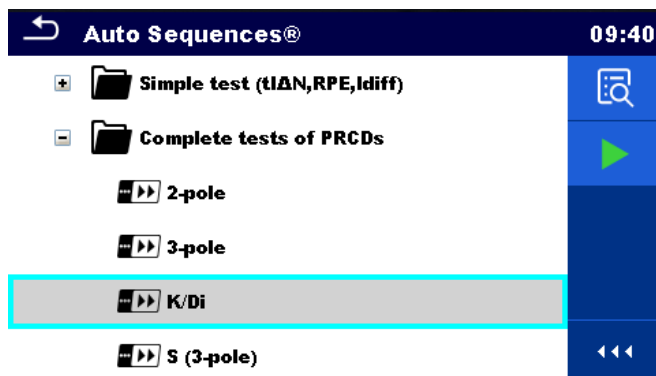 Auto Sequences® 09:40
Simple test (tIΔN,RPE,Idiff)
Complete tests of PRCDs
2-pole
3-pole
K/Di
S (3-pole)